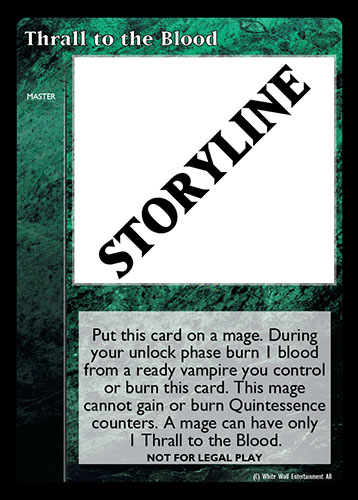 Thrall to the Blood
MASTER
STORYLINE
Put this card on a mage. During
your unlock phase burn 1 blood
from a ready vampire you control
or burn this card. This mage
cannot gain or burn Quintessence
counters. A mage can have only
1 Thrall to the Blood.
NOT FOR LEGAL PLAY
(C) White Wolf Entertainment AB